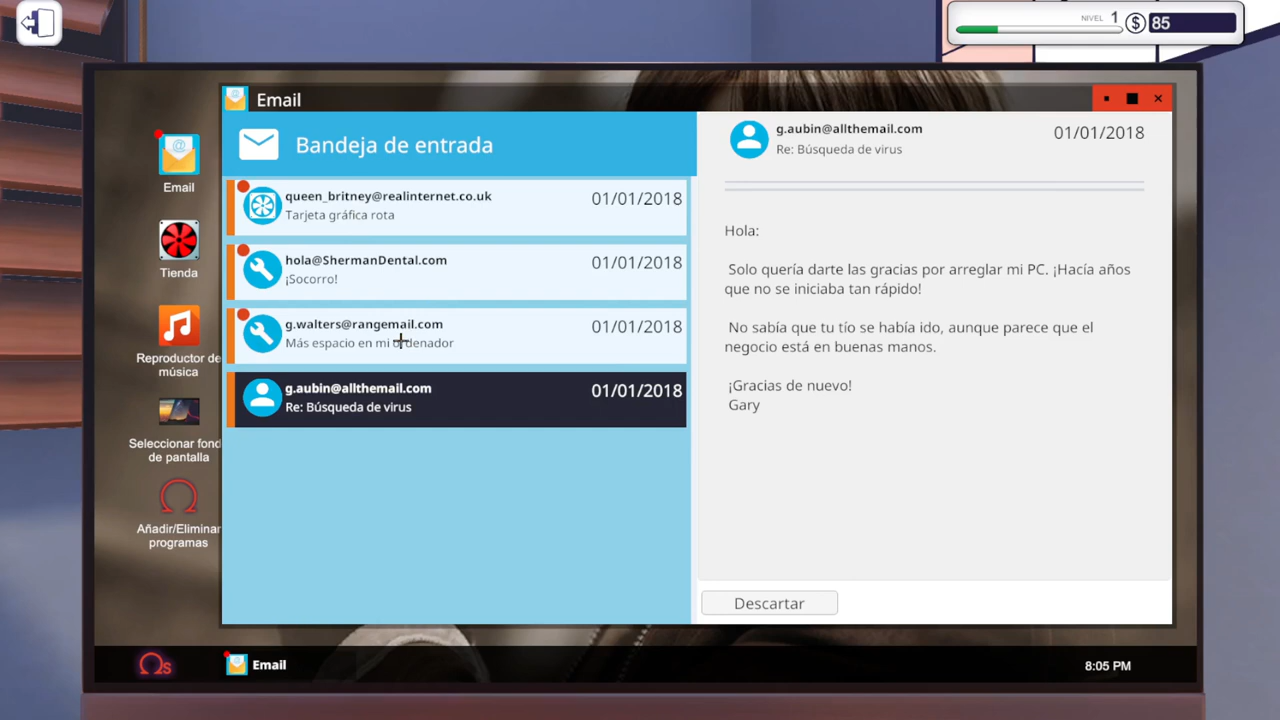 NIVEL 1
$ 85
Email
Bandeja de entrada
queen_britney@realinternet.co.uk
01/01/2018
Tarjeta gráfica rota
hola@ShermanDental.com
01/01/2018
¡Socorro!
g.walters@rangemail.com
01/01/2018
Más espacio en mi ordenador
g.aubin@allthemail.com
01/01/2018
Re: Búsqueda de virus
g.aubin@allthemail.com
01/01/2018
Re: Búsqueda de virus
Hola:
Solo quería darte las gracias por arreglar mi PC. ¡Hacía años
que no se iniciaba tan rápido!
No sabía que tu tío se había ido, aunque parece que el
negocio está en buenas manos.
¡Gracias de nuevo!
Gary
Descartar
Email
Tienda
Reproductor de
música
Seleccionar fond
de pantalla
Añadir/Eliminar
programas
Ωs
Email
8:05 PM